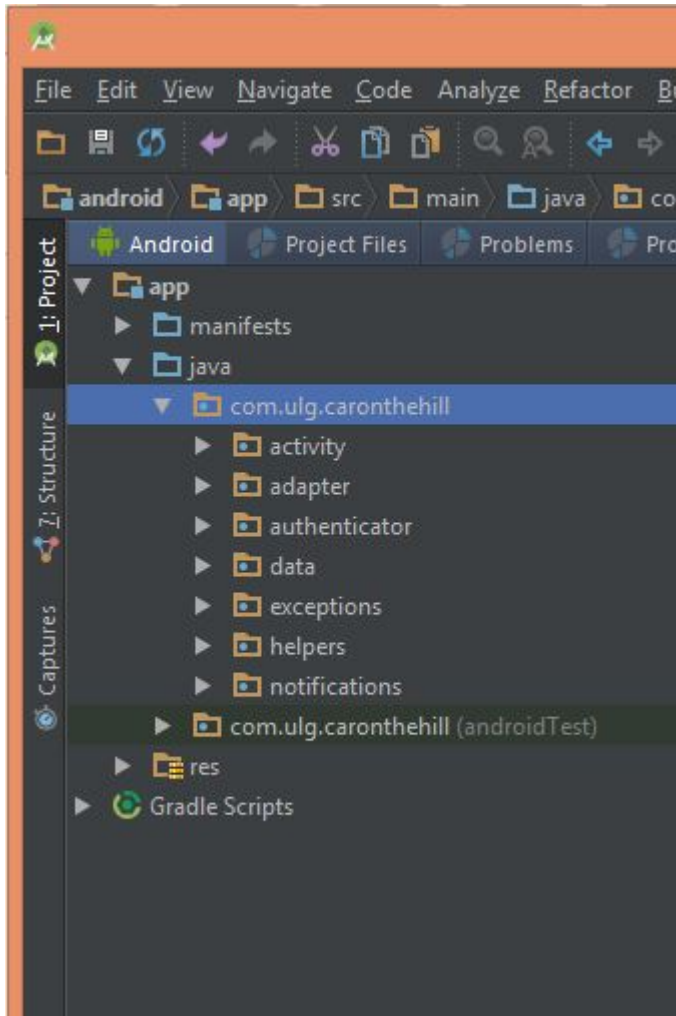 File Edit View Navigate Code Analyze Refactor
android app src main java
Android Project Files Problems
1: Project
app
manifests
java
com.ulg.caronthehill
activity
adapter
7: Structure
authenticator
data
exceptions
helpers
Captures
notifications
com.ulg.caronthehill (androidTest)
res
Gradle Scripts